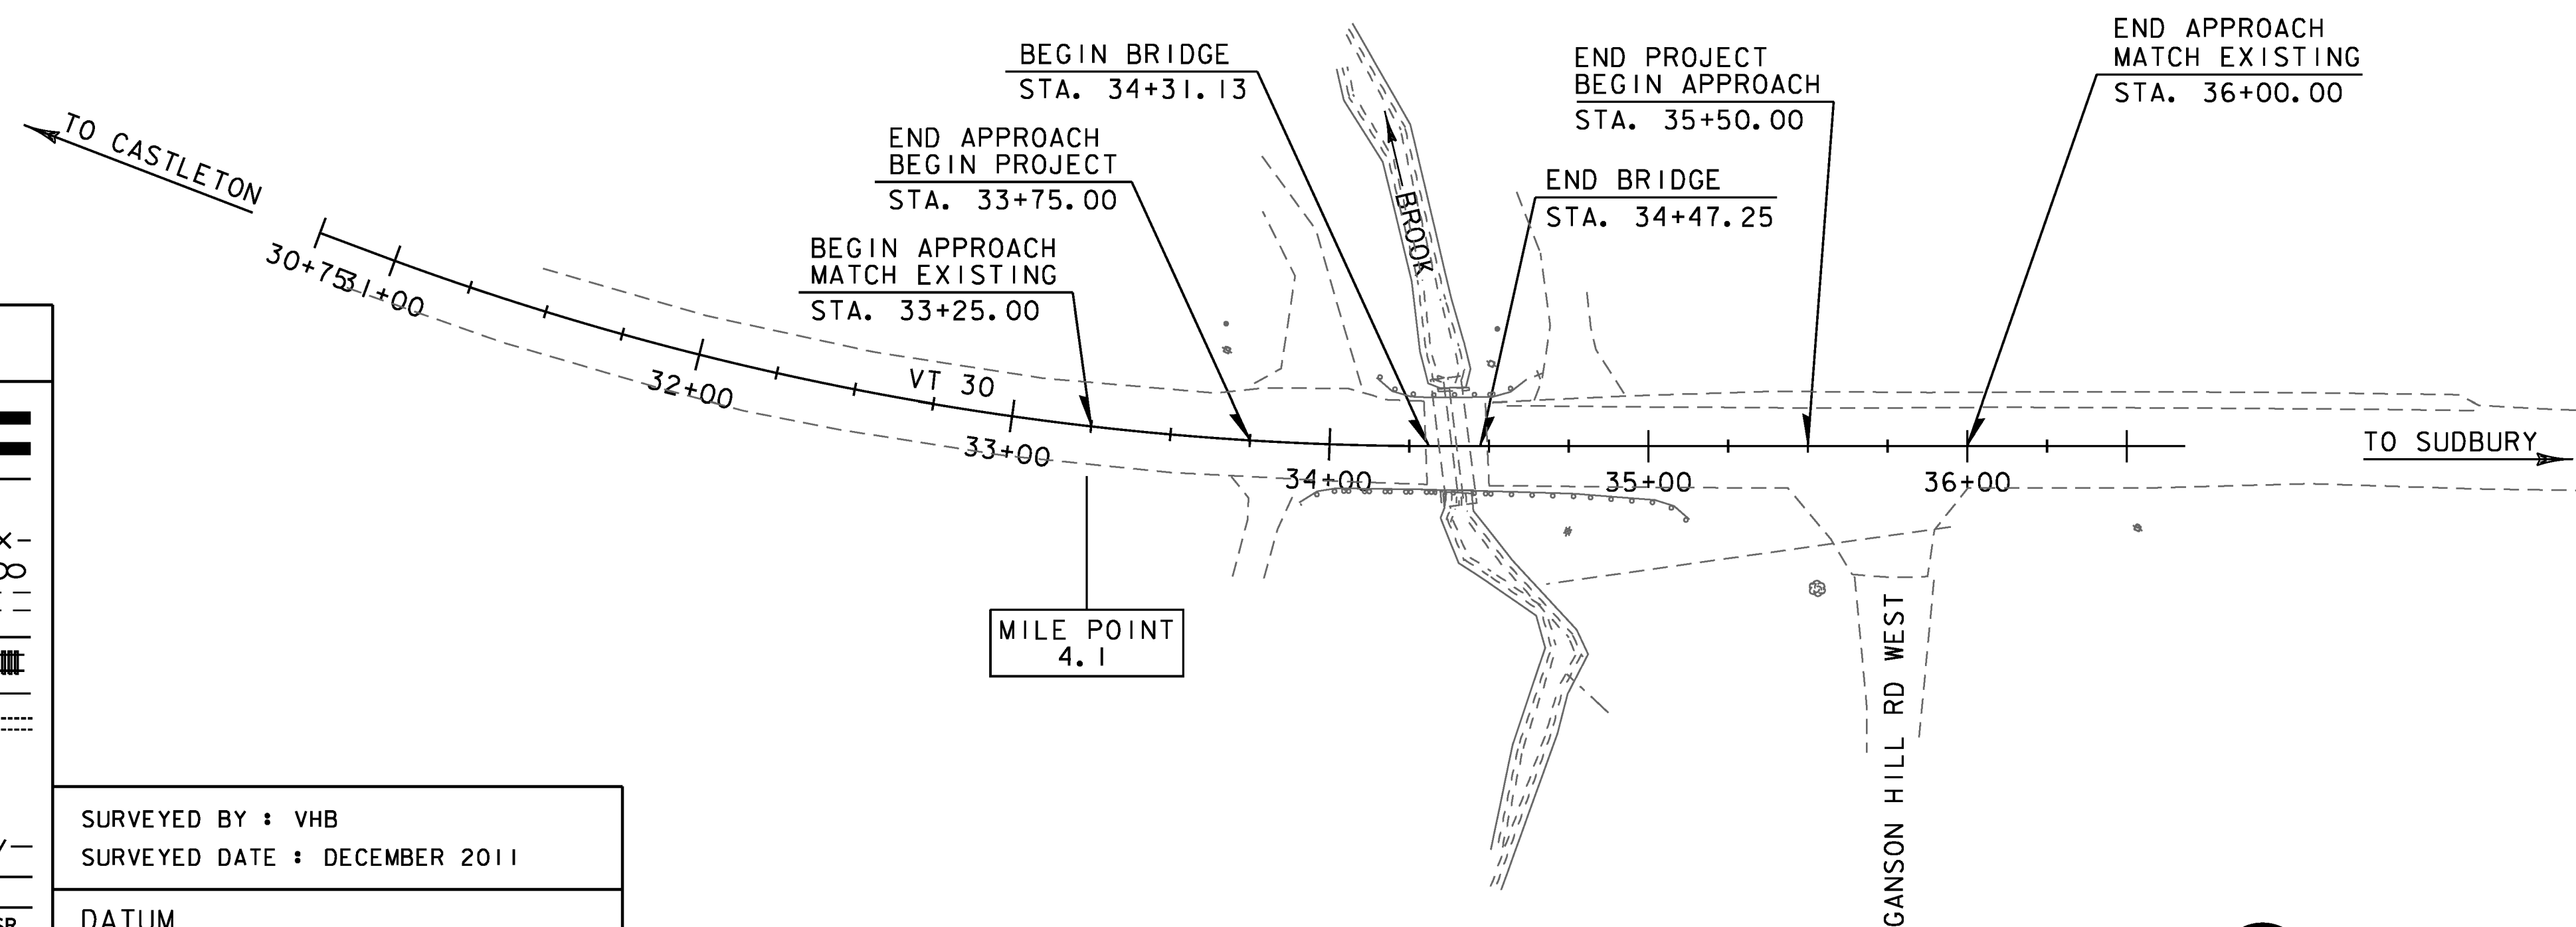 BEGIN BRIDGE
STA. 34+31.13
END PROJECT
BEGIN APPROACH
STA. 35+50.00
END APPROACH
MATCH EXISTING
STA. 36+00.00
TO CASTLETON
END APPROACH
BEGIN PROJECT
STA. 33+75.00
END BRIDGE
STA. 34+47.25
BROOK
BEGIN APPROACH
MATCH EXISTING
STA. 33+25.00
30+75
31+00
32+00
VT 30
33+00
34+00
35+00
36+00
TO SUDBURY
MILE POINT
4.1
GANSON HILL RD WEST
SURVEYED BY : VHB
SURVEYED DATE : DECEMBER 2011
DATUM